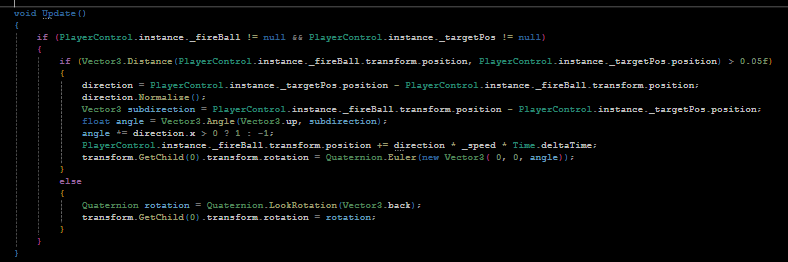 void Update()
{
if (PlayerControl.instance._fireBall != null && PlayerControl.instance._targetPos != null)
{
if (Vector3.Distance(PlayerControl.instance._fireBall.transform.position, PlayerControl.instance._targetPos.position) > 0.05f)
{
direction = PlayerControl.instance._targetPos.position - PlayerControl.instance._fireBall.transform.position;
direction.Normalize();
Vector3 subdirection = PlayerControl.instance._fireBall.transform.position - PlayerControl.instance._targetPos.position;
float angle = Vector3.Angle(Vector3.up, subdirection);
angle *= direction.x > 0 ? 1 : -1;
PlayerControl.instance._fireBall.transform.position += direction * _speed * Time.deltaTime;
transform.GetChild(0).transform.rotation = Quaternion.Euler(new Vector3( 0, 0, angle));
}
else
{
Quaternion rotation = Quaternion.LookRotation(Vector3.back);
transform.GetChild(0).transform.rotation = rotation;
}
}
}